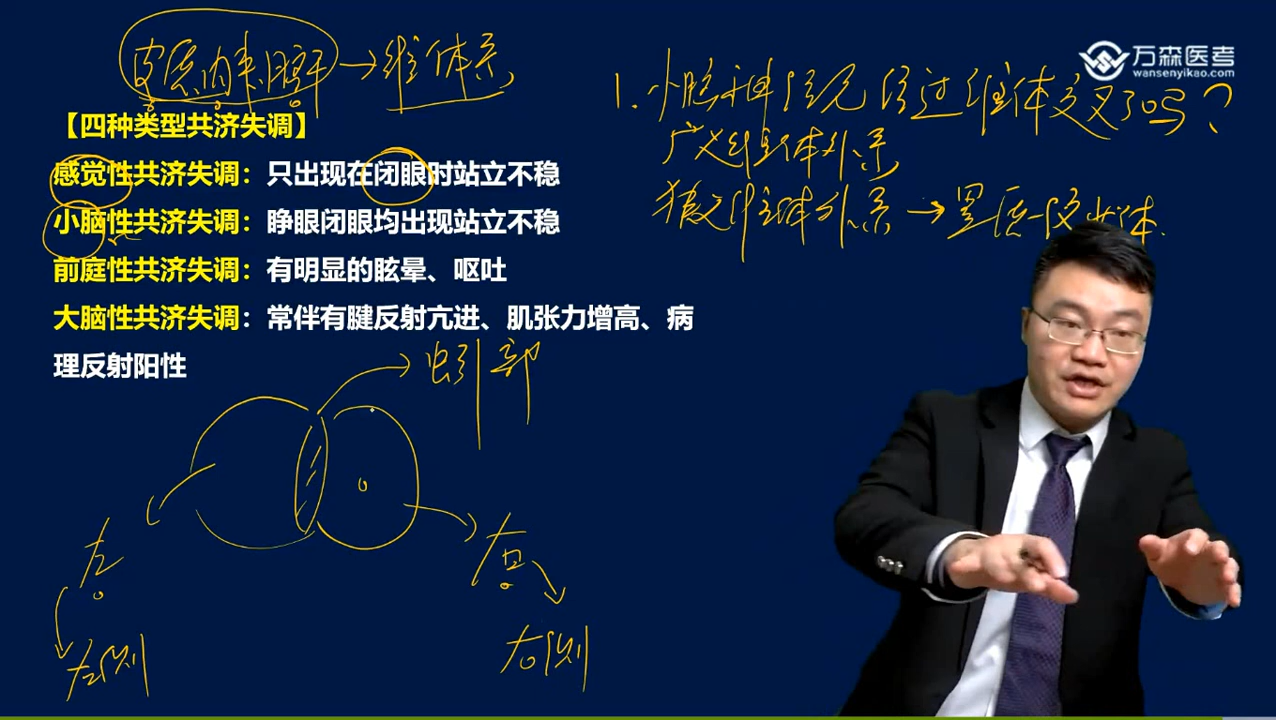 皮质内囊脑干→锥体系
万森医考
wansenyikao.com
1.小脑神经元经过锥体交叉了吗？
广义锥体外系
狭义锥体外系→黑质-纹状体
【四种类型共济失调】
感觉性共济失调：只出现在闭眼时站立不稳
小脑性共济失调：睁眼闭眼均出现站立不稳
前庭性共济失调：有明显的眩晕、呕吐
大脑性共济失调：常伴有腱反射亢进、肌张力增高、病
理反射阳性
蚓部
左
右
左侧
右侧